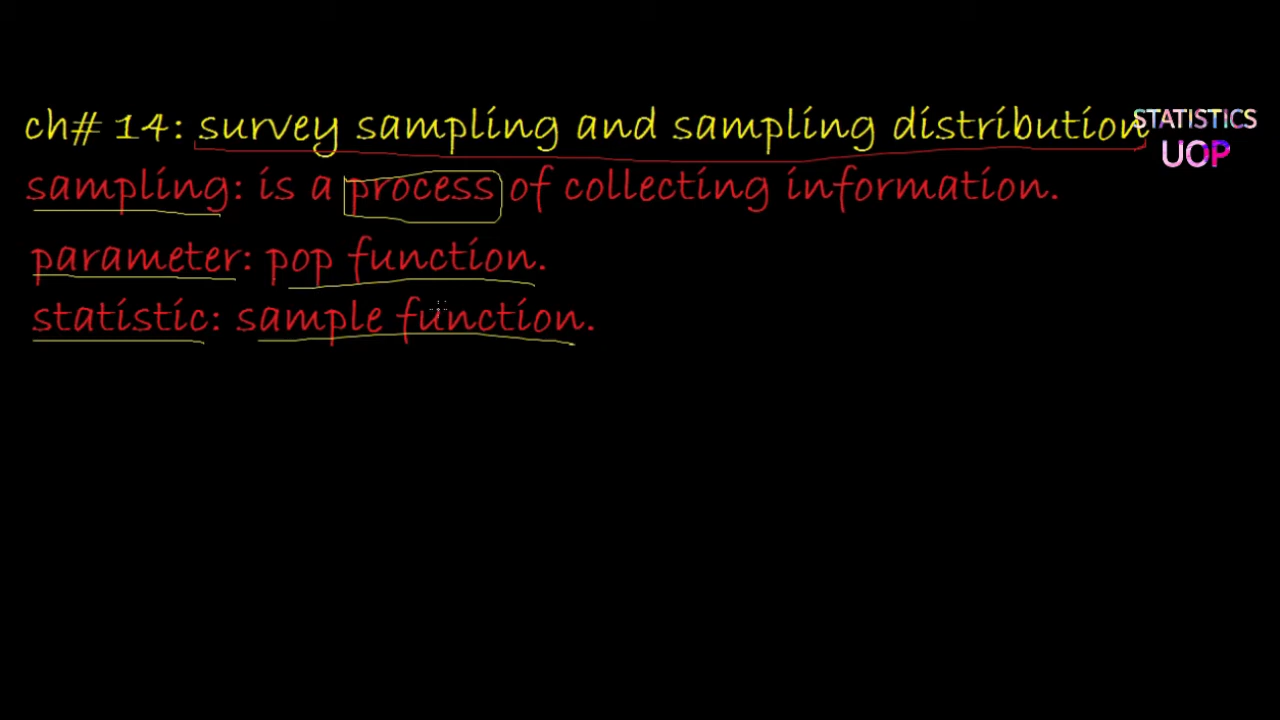 ch# 14: survey sampling and sampling distribution
STATISTICS
UOP
sampling: is a process of collecting information.
parameter: pop function.
statistic: sample function.